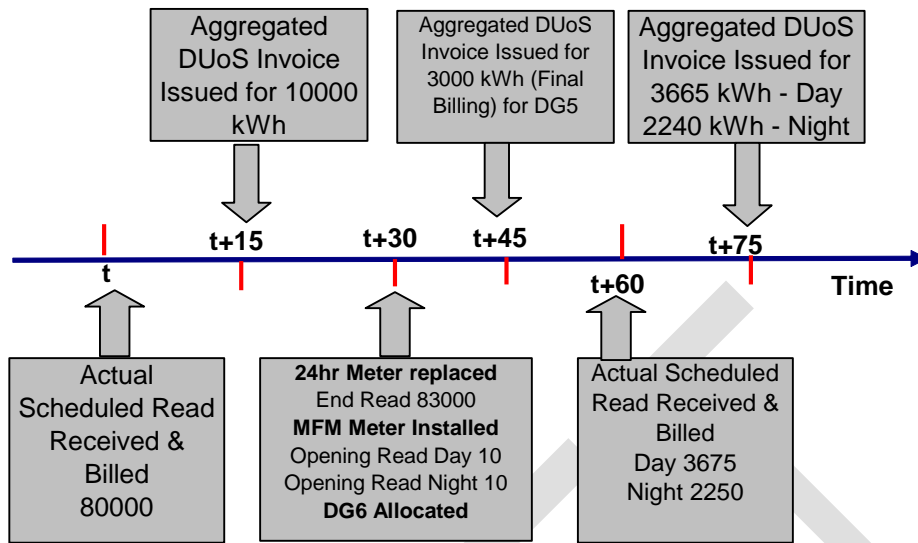 Aggregated
DUoS Invoice
Issued for 10000
kWh
Aggregated DUoS
Invoice Issued for
3000 kWh (Final
Billing) for DG5
Aggregated DUoS
Invoice Issued for
3665 kWh - Day
2240 kWh - Night
t
t+15
t+30
t+45
t+60
t+75
Time
Actual
Scheduled Read
Received &
Billed
80000
24hr Meter replaced
End Read 83000
MFM Meter Installed
Opening Read Day 10
Opening Read Night 10
DG6 Allocated
Actual Scheduled
Read Received &
Billed
Day 3675
Night 2250